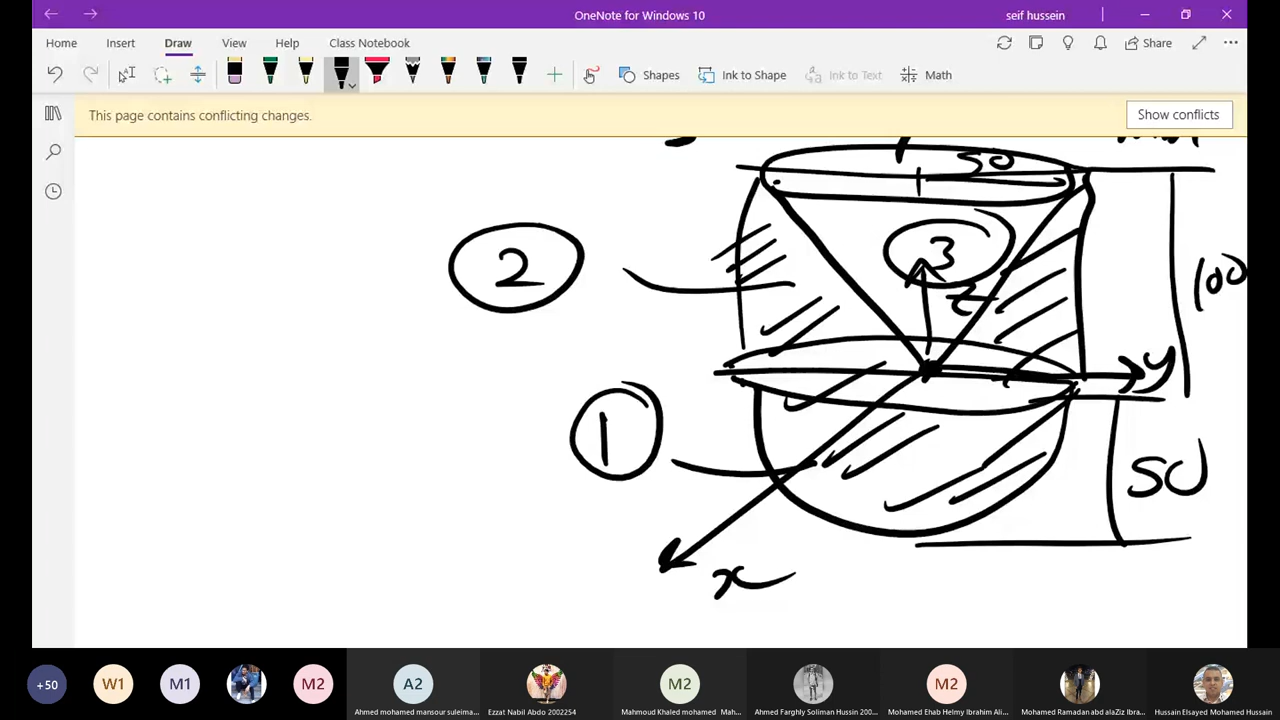 OneNote for Windows 10
seif hussein
Home Insert Draw View Help Class Notebook
Share
Shapes Ink to Shape Ink to Text Math
This page contains conflicting changes.
Show conflicts
50
2
3
z
100
y
1
50
x
+50 W1 M1 M2 A2 M2 M2
Ahmed mohamed mansour suleima... Ezzat Nabil Abdo 2002254 Mahmoud Khaled mohamed Mah... Ahmed Farghly Soliman Hussin 200... Mohamed Ehab Helmy Ibrahim Ali... Mohamed Ramadan abd alaZiz Ibra... Hussain Elsayed Mohamed Hussain